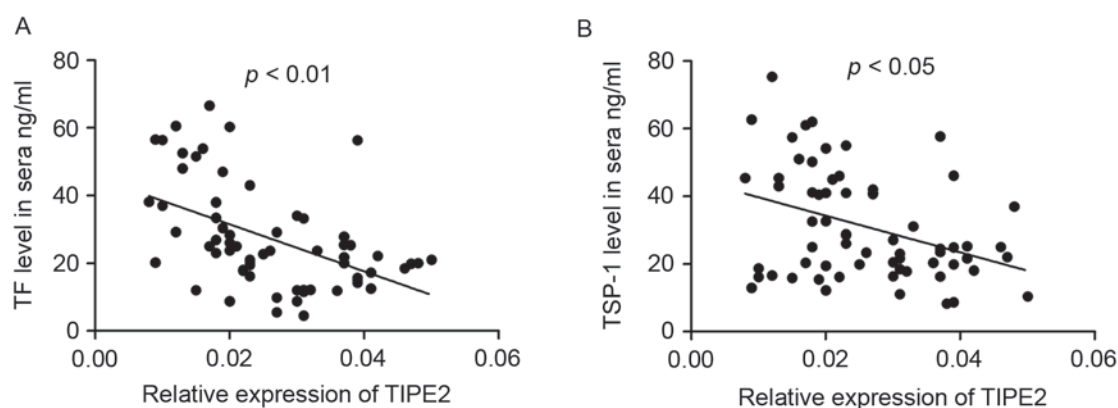 A
p < 0.01
TF level in sera ng/ml
80
60
40
20
0
0.00 0.02 0.04 0.06
Relative expression of TIPE2
B
p < 0.05
TSP-1 level in sera ng/ml
80
60
40
20
0
0.00 0.02 0.04 0.06
Relative expression of TIPE2